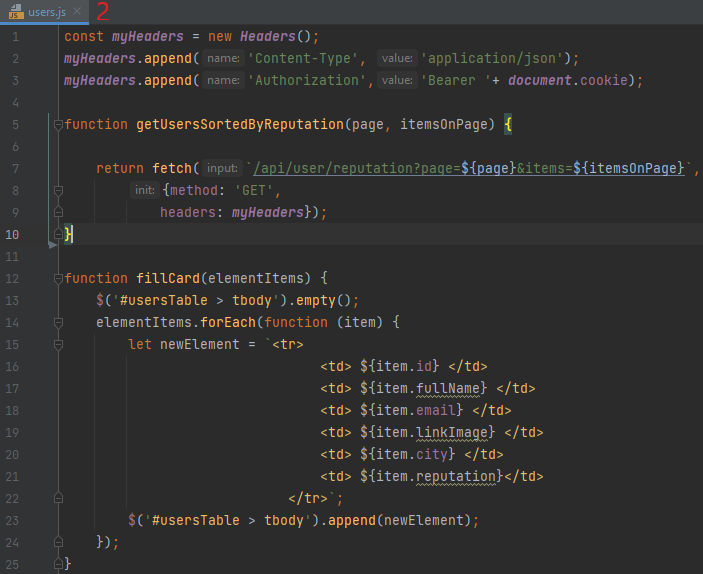 users.js 2
1 const myHeaders = new Headers();
2 myHeaders.append( name: 'Content-Type', value: 'application/json');
3 myHeaders.append( name: 'Authorization', value: 'Bearer '+ document.cookie);
4
5 function getUsersSortedByReputation(page, itemsOnPage) {
6
7 return fetch( input: `/api/user/reputation?page=${page}&items=${itemsOnPage}`,
8 init: {method: 'GET',
9 headers: myHeaders});
10 }
11
12 function fillCard(elementItems) {
13 $('#usersTable > tbody').empty();
14 elementItems.forEach(function (item) {
15 let newElement = `<tr>
16 <td> ${item.id} </td>
17 <td> ${item.fullName} </td>
18 <td> ${item.email} </td>
19 <td> ${item.linkImage} </td>
20 <td> ${item.city} </td>
21 <td> ${item.reputation}</td>
22 </tr>`;
23 $('#usersTable > tbody').append(newElement);
24 });
25 }